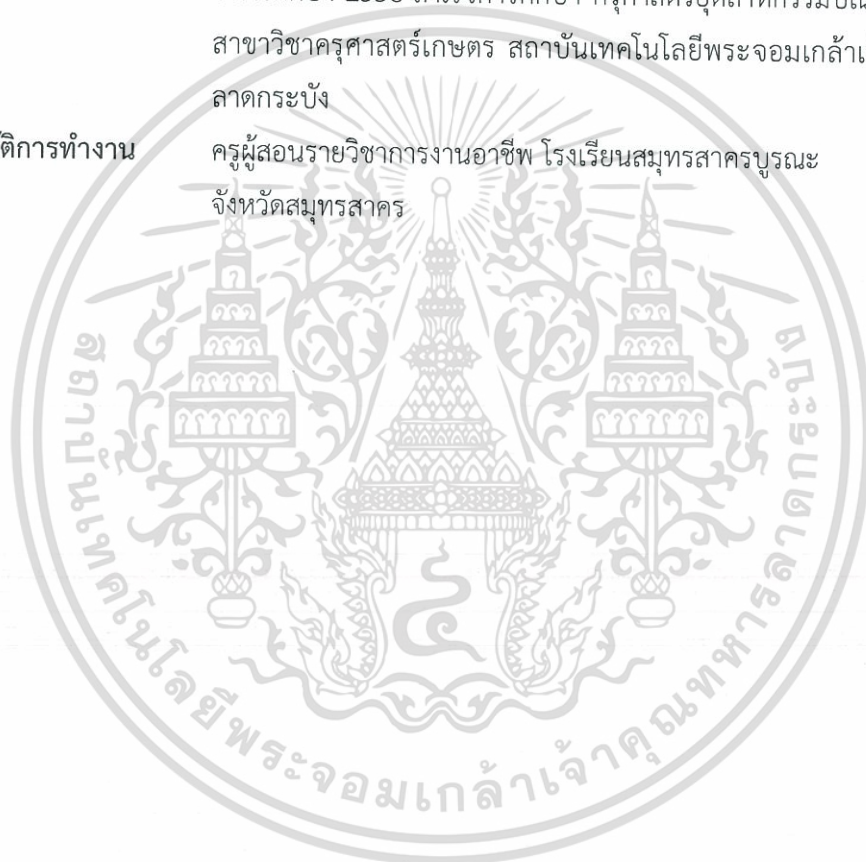 สาขาวิชาครุศาสตร์เกษตร สถาบันเทคโนโลยีพระจอมเกล้าเ
ลาดกระบัง
ติการทำงาน ครูผู้สอนรายวิชาการงานอาชีพ โรงเรียนสมุทรสาครบูรณะ
จังหวัดสมุทรสาคร
สถาบันเทคโนโลยีพระจอมเกล้าเจ้าคุณทหารลาดกระบัง
๔